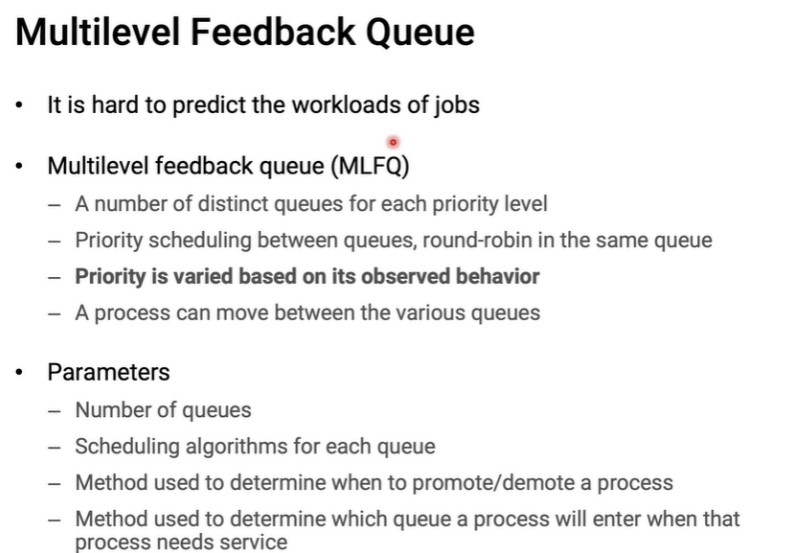 Multilevel Feedback Queue
• It is hard to predict the workloads of jobs
• Multilevel feedback queue (MLFQ)
– A number of distinct queues for each priority level
– Priority scheduling between queues, round-robin in the same queue
– Priority is varied based on its observed behavior
– A process can move between the various queues
• Parameters
– Number of queues
– Scheduling algorithms for each queue
– Method used to determine when to promote/demote a process
– Method used to determine which queue a process will enter when that
process needs service